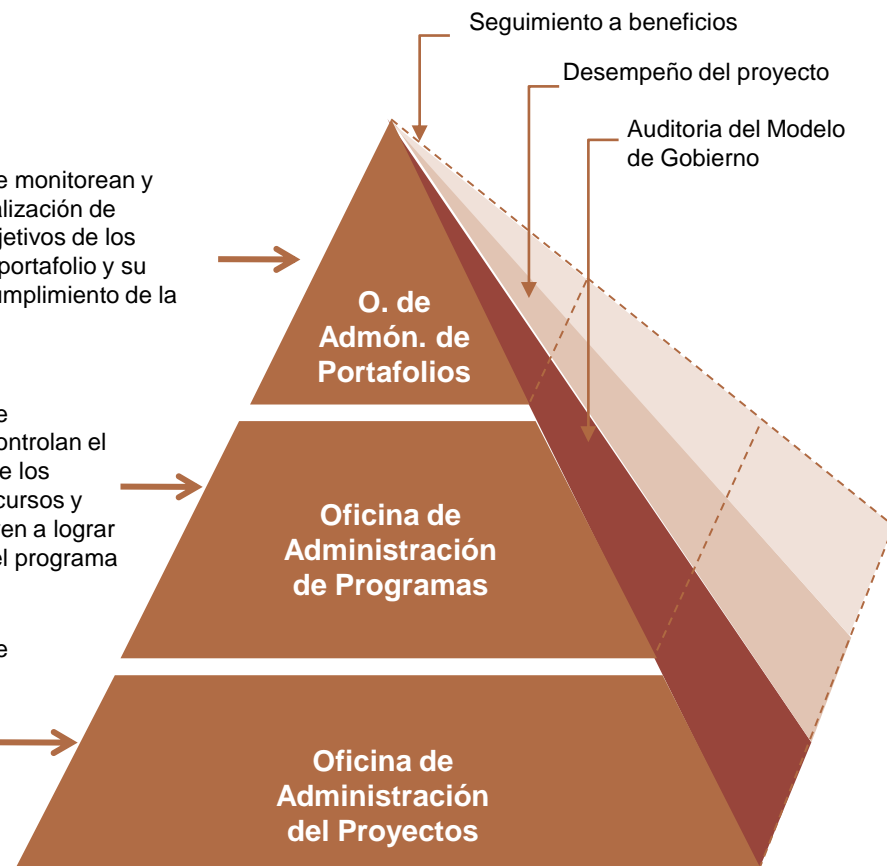 Seguimiento a beneficios
Desempeño del proyecto
Auditoria del Modelo
de Gobierno
e monitorean y
alización de
jetivos de los
portafolio y su
umplimiento de la
O. de
Admón. de
Portafolios
e
ontrolan el
e los
cursos y
en a lograr
el programa
Oficina de
Administración
de Programas
e
Oficina de
Administración
del Proyectos